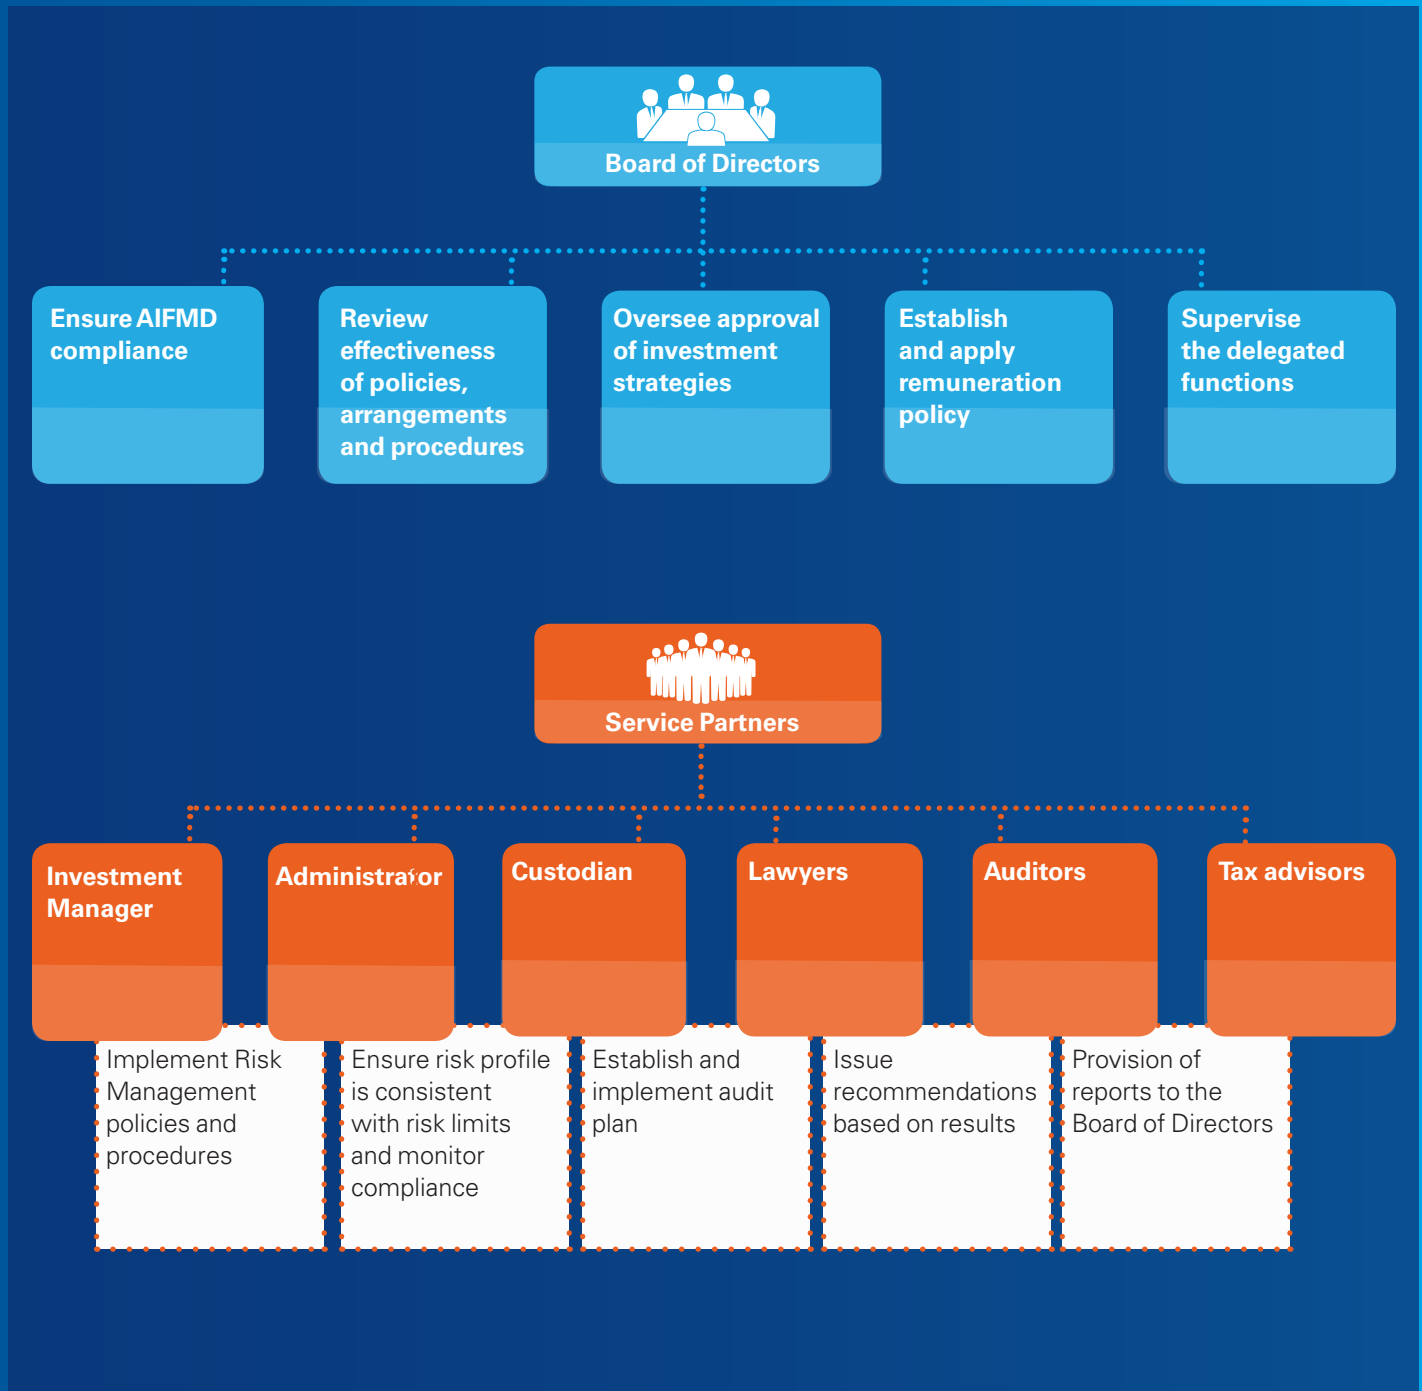 Board of Directors
Ensure AIFMD
compliance
Review
effectiveness
of policies,
arrangements
and procedures
Oversee approval
of investment
strategies
Establish
and apply
remuneration
policy
Supervise
the delegated
functions
Service Partners
Investment
Manager
Administrator
Custodian
Lawyers
Auditors
Tax advisors
Implement Risk
Management
policies and
procedures
Ensure risk profile
is consistent
with risk limits
and monitor
compliance
Establish and
implement audit
plan
Issue
recommendations
based on results
Provision of
reports to the
Board of Directors